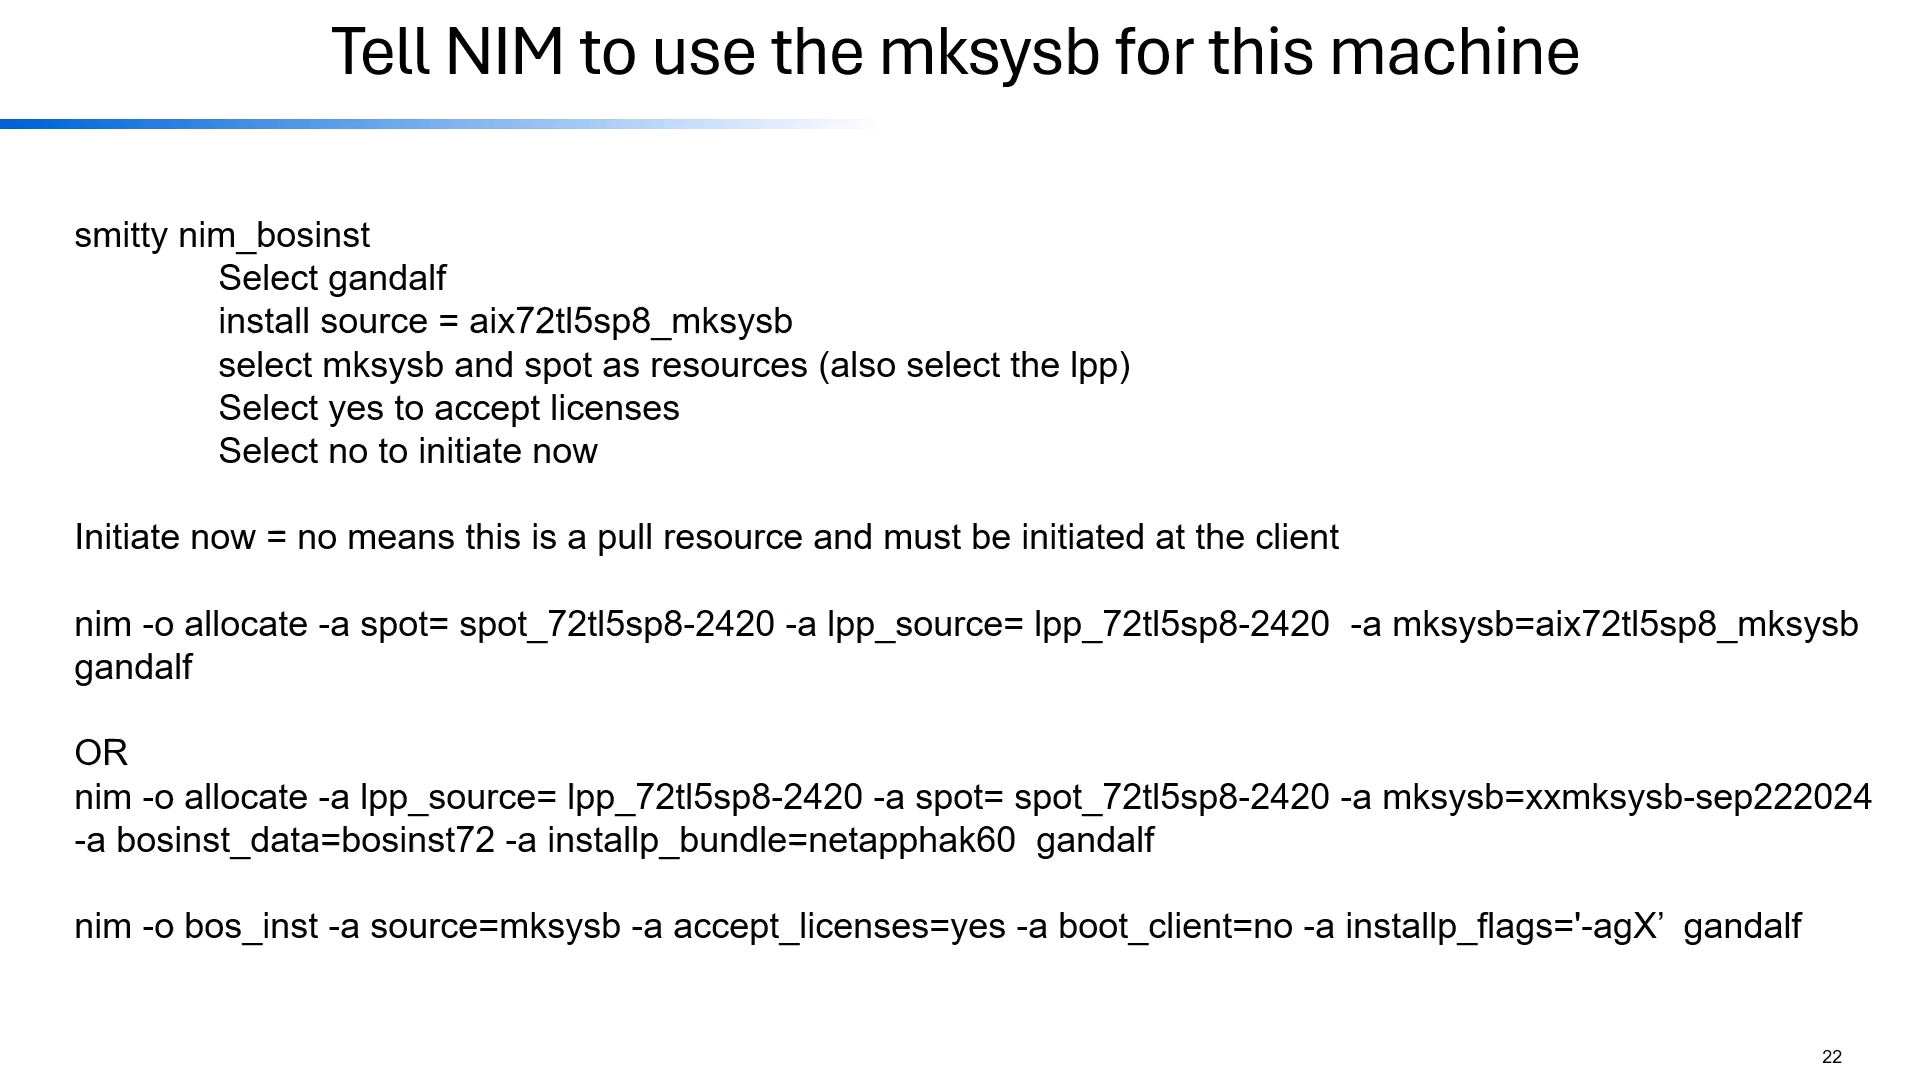 Tell NIM to use the mksysb for this machine
smitty nim_bosinst
Select gandalf
install source = aix72tl5sp8_mksysb
select mksysb and spot as resources (also select the lpp)
Select yes to accept licenses
Select no to initiate now
Initiate now = no means this is a pull resource and must be initiated at the client
nim -o allocate -a spot= spot_72tl5sp8-2420 -a lpp_source= lpp_72tl5sp8-2420  -a mksysb=aix72tl5sp8_mksysb
gandalf
OR
nim -o allocate -a lpp_source= lpp_72tl5sp8-2420 -a spot= spot_72tl5sp8-2420 -a mksysb=xxmksysb-sep222024
-a bosinst_data=bosinst72 -a installp_bundle=netapphak60  gandalf
nim -o bos_inst -a source=mksysb -a accept_licenses=yes -a boot_client=no -a installp_flags='-agX’  gandalf
22